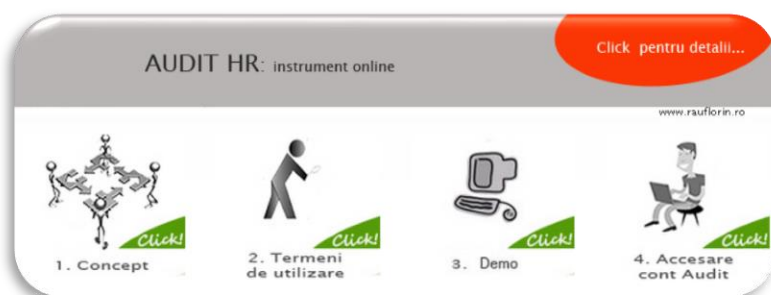 Click pentru detalii...
AUDIT HR: instrument online
www.rauflorin.ro
Click!
Click!
Click!
Click!
1. Concept
2. Termeni
de utilizare
3. Demo
4. Accesare
cont Audit